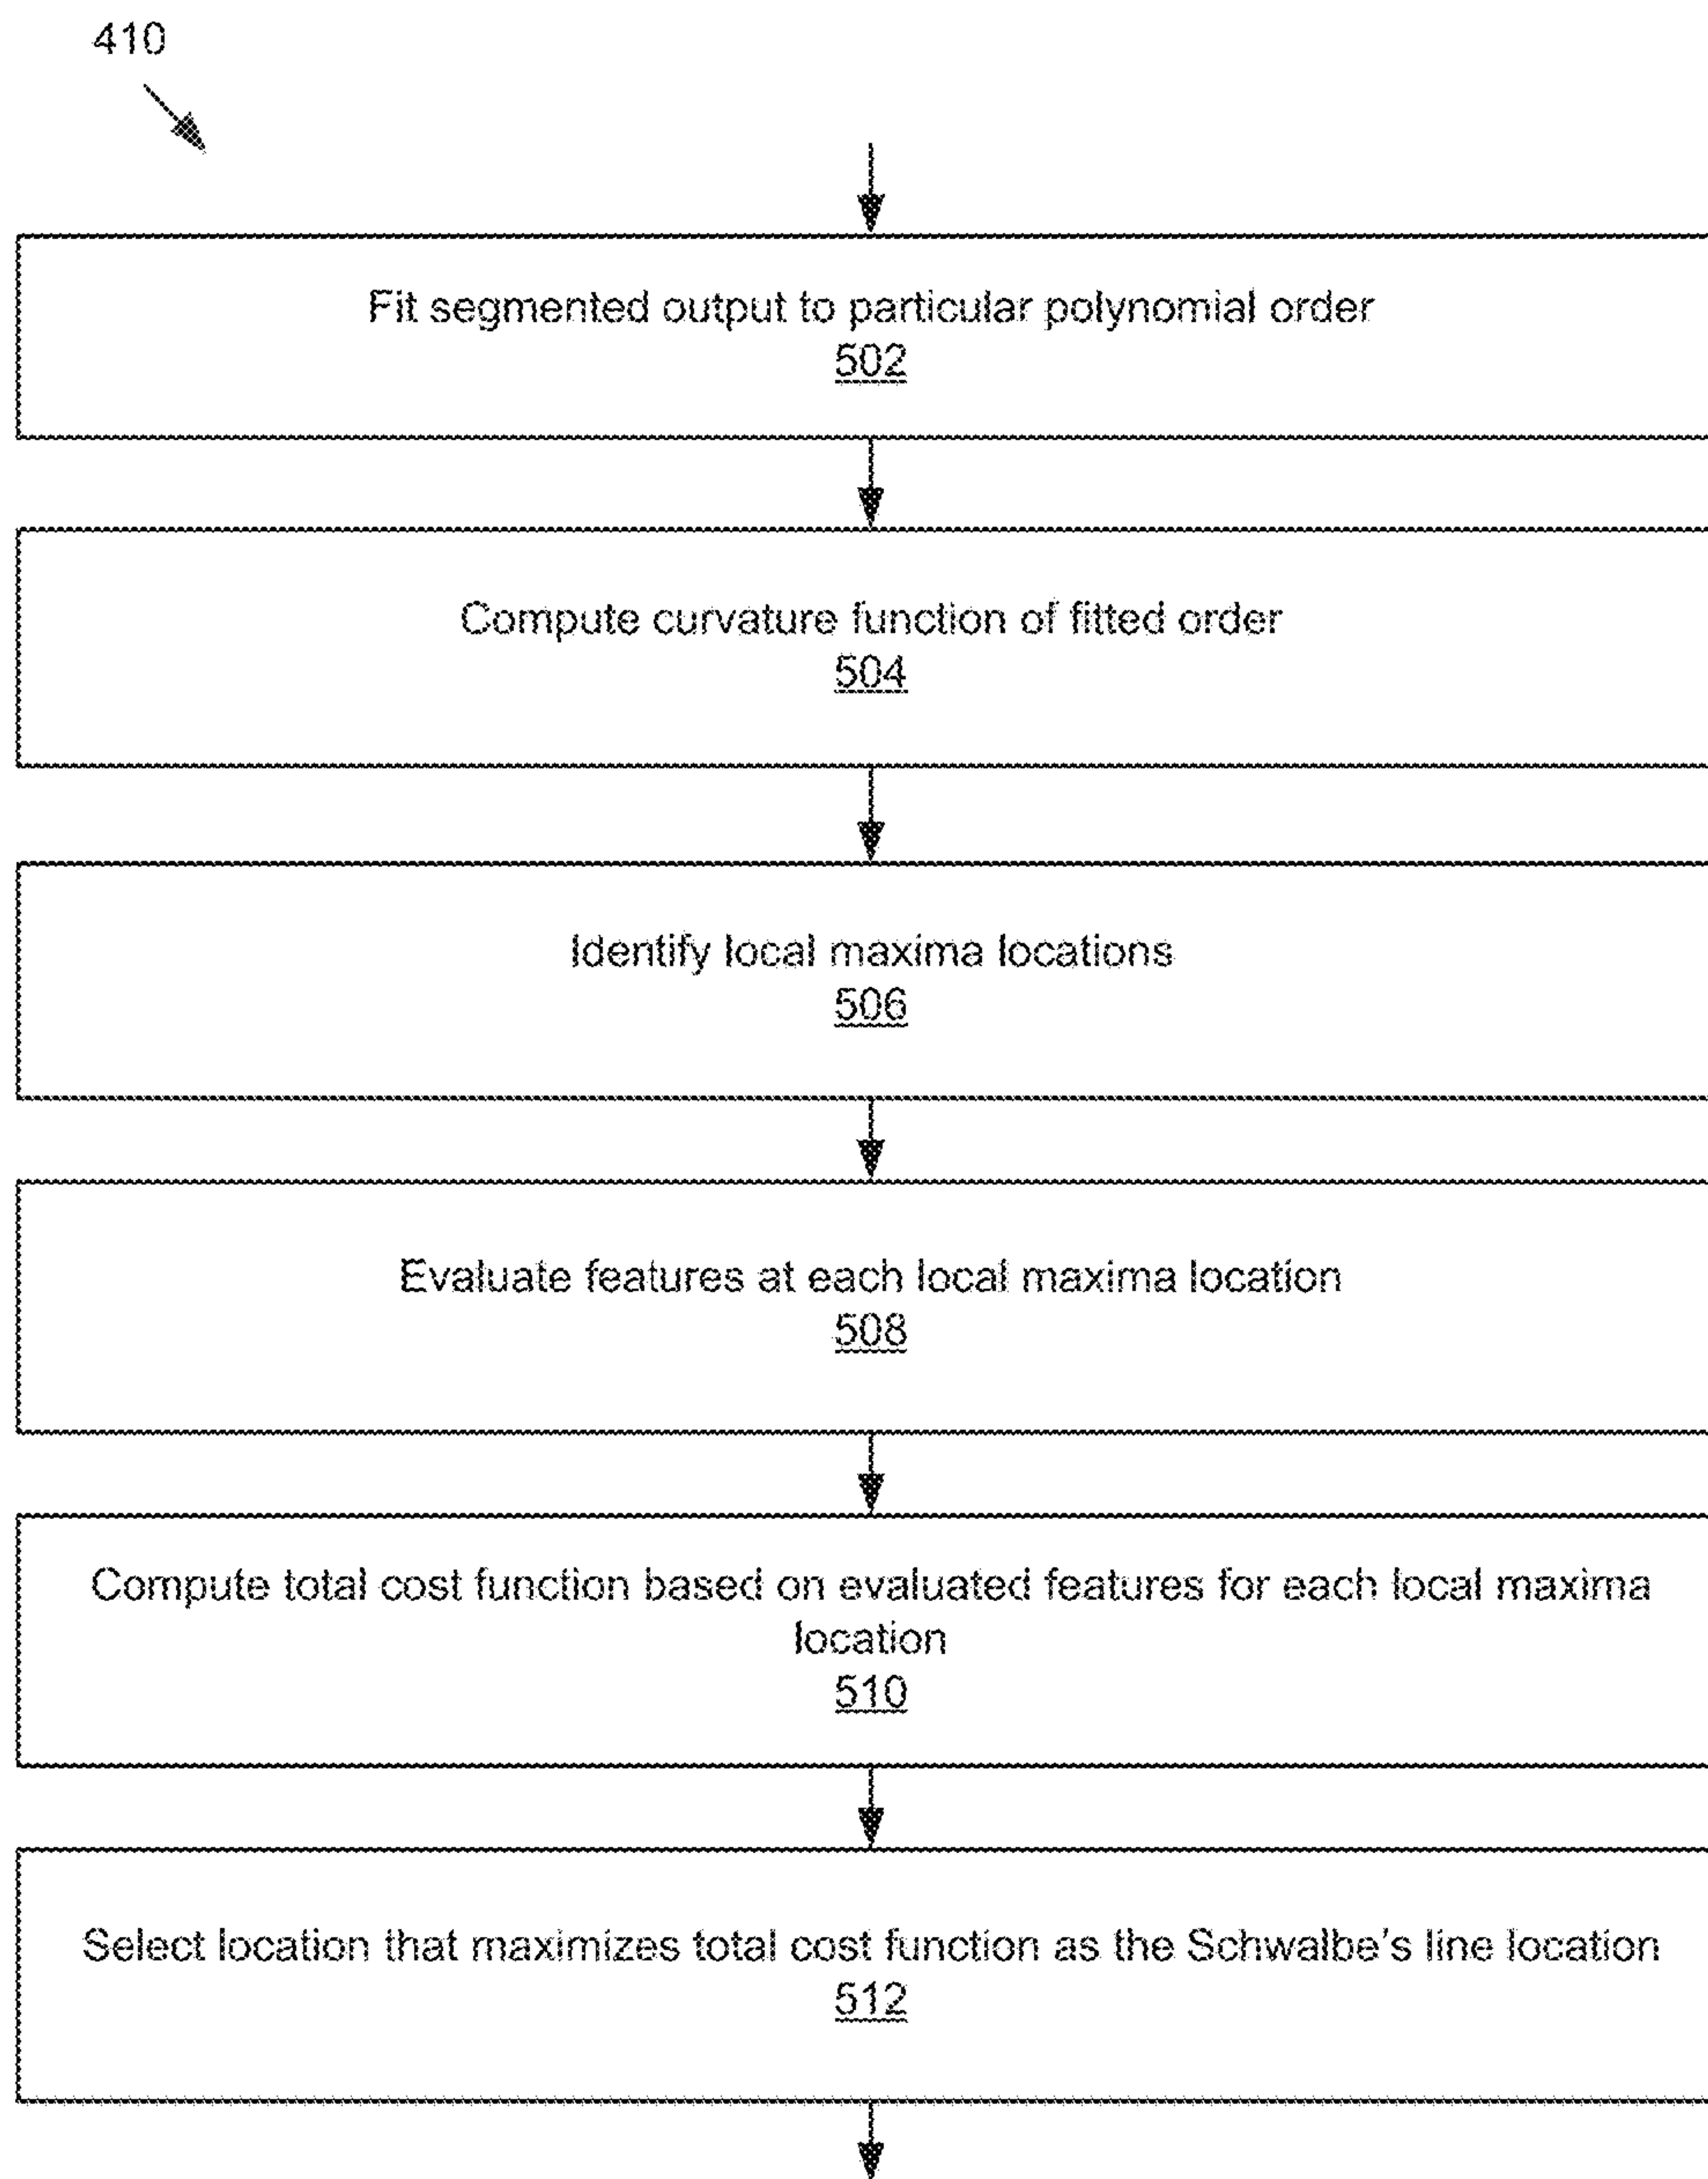 410
Fit segmented output to particular polynomial order
502
Compute curvature function of fitted order
504
Identify local maxima locations
506
Evaluate features at each local maxima location
508
Compute total cost function based on evaluated features for each local maxima
location
510
Select location that maximizes total cost function as the Schwalbe's line location
512